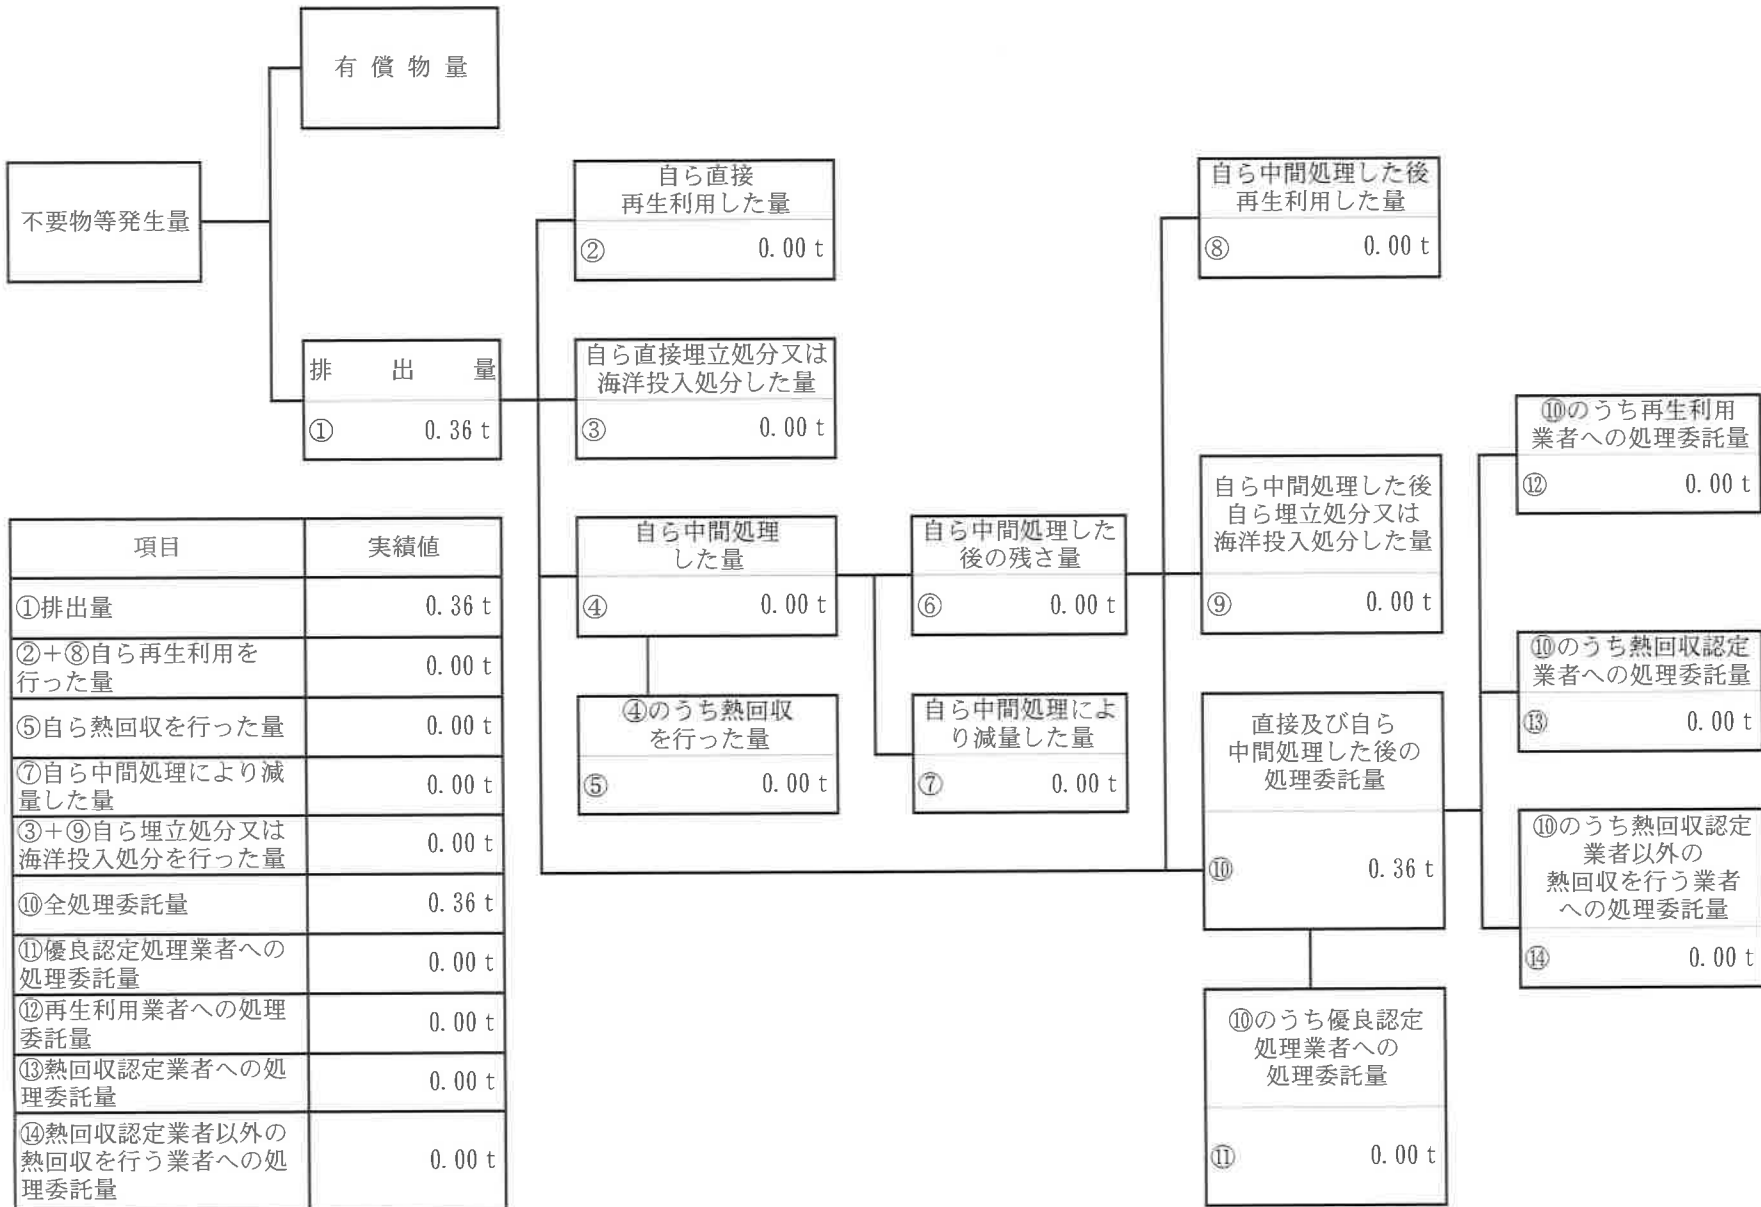 有 償 物 量
不要物等発生量
自ら直接
再生利用した量
② 0.00 t
自ら中間処理した後
再生利用した量
⑧ 0.00 t
排 出 量
① 0.36 t
自ら直接埋立処分又は
海洋投入処分した量
③ 0.00 t
⑩のうち再生利用
業者への処理委託量
⑫ 0.00 t
自ら中間処理した後
自ら埋立処分又は
海洋投入処分した量
⑨ 0.00 t
自ら中間処理
した量
④ 0.00 t
自ら中間処理した
後の残さ量
⑥ 0.00 t
⑩のうち熱回収認定
業者への処理委託量
⑬ 0.00 t
④のうち熱回収
を行った量
⑤ 0.00 t
自ら中間処理によ
り減量した量
⑦ 0.00 t
直接及び自ら
中間処理した後の
処理委託量
⑩ 0.36 t
⑩のうち熱回収認定
業者以外の
熱回収を行う業者
への処理委託量
⑭ 0.00 t
⑩のうち優良認定
処理業者への
処理委託量
⑪ 0.00 t
項目 実績値
①排出量 0.36 t
②+⑧自ら再生利用を
行った量 0.00 t
⑤自ら熱回収を行った量 0.00 t
⑦自ら中間処理により減
量した量 0.00 t
③+⑨自ら埋立処分又は
海洋投入処分を行った量 0.00 t
⑩全処理委託量 0.36 t
⑪優良認定処理業者への
処理委託量 0.00 t
⑫再生利用業者への処理
委託量 0.00 t
⑬熱回収認定業者への処
理委託量 0.00 t
⑭熱回収認定業者以外の
熱回収を行う業者への処
理委託量 0.00 t